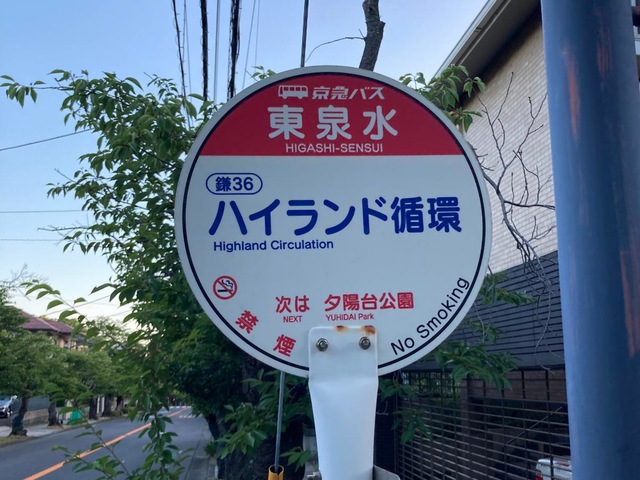 京急バス
東泉水
HIGASHI-SENSUI
鎌36
ハイランド循環
Highland Circulation
次は 夕陽台公園
NEXT YUHIDAI Park
禁煙
No Smoking